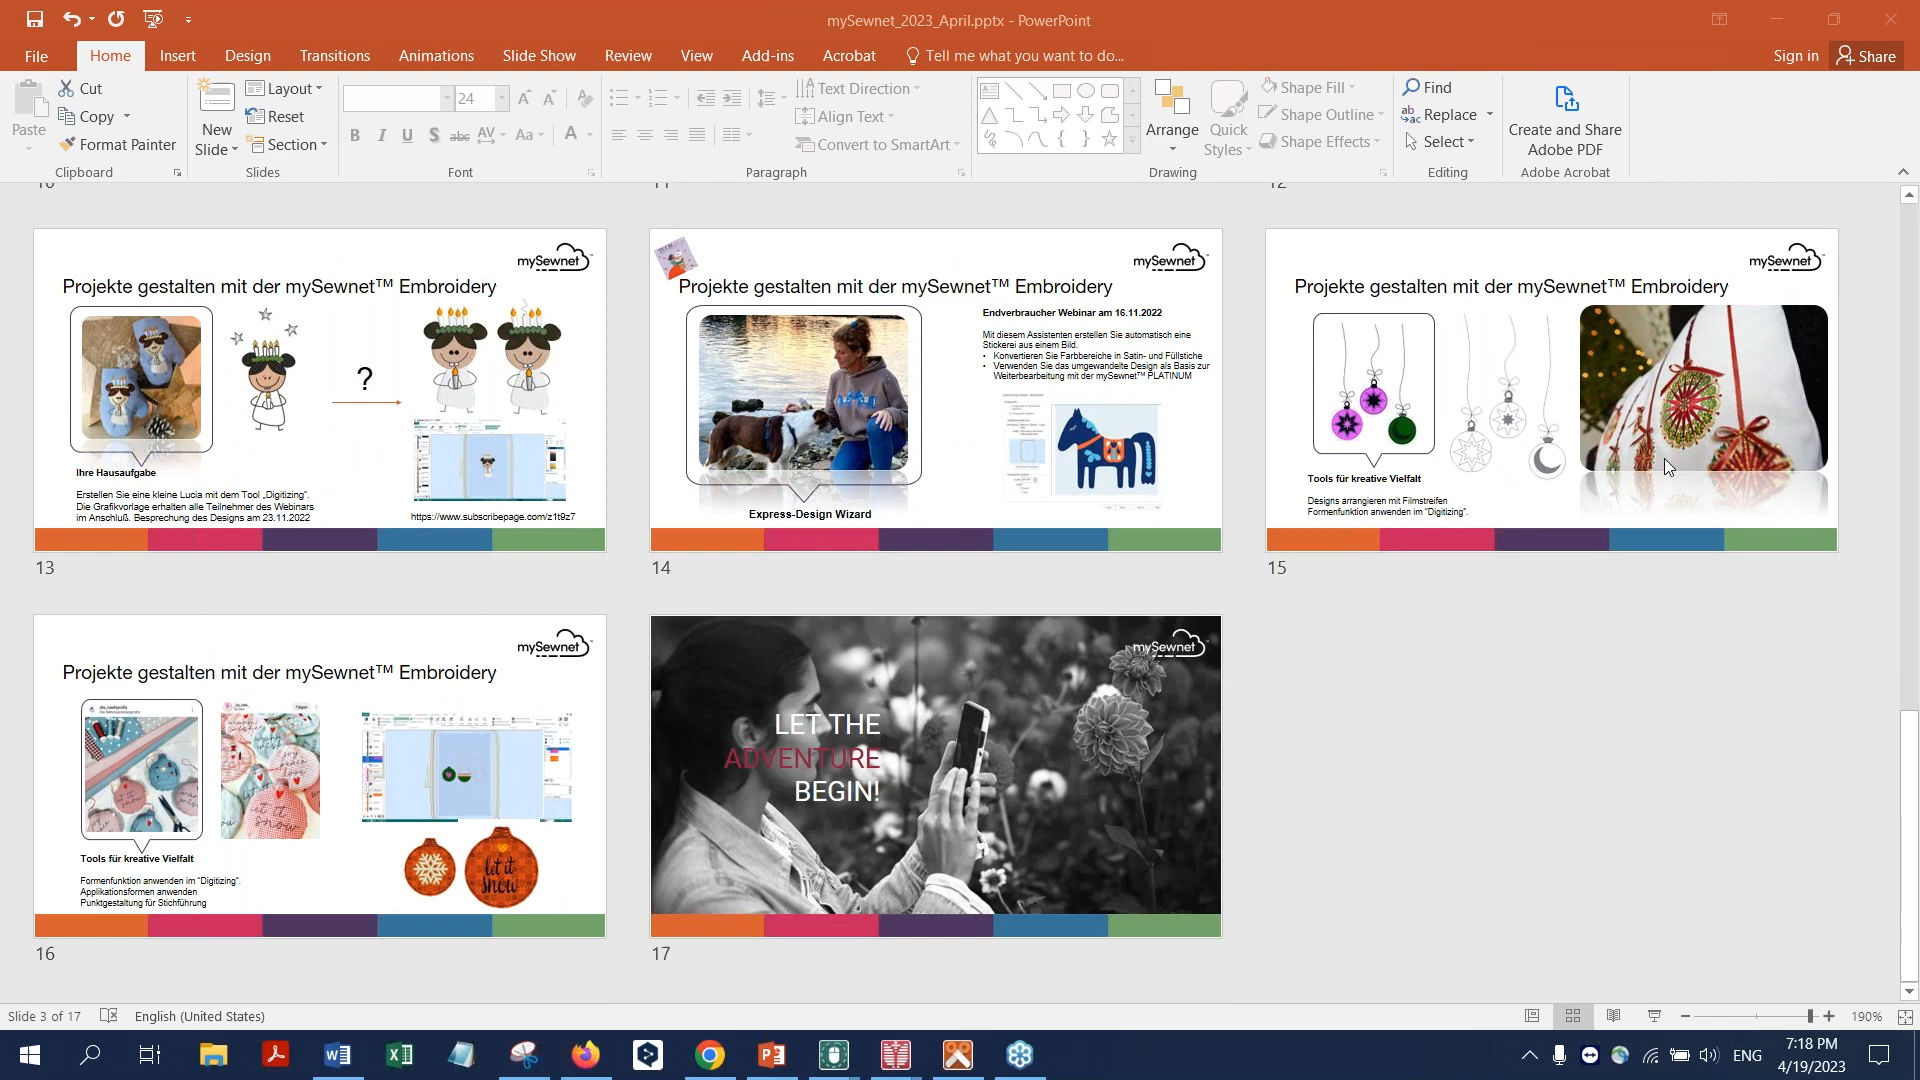 mySewnet_2023_April.pptx - PowerPoint
File Home Insert Design Transitions Animations Slide Show Review View Add-ins Acrobat Tell me what you want to do... Sign in Share
Paste
Cut
Copy
Format Painter
Clipboard
New
Slide
Layout
Reset
Section
Slides
24
B I U S abc AV Aa A
Font
Text Direction
Align Text
Convert to SmartArt
Paragraph
Arrange
Quick
Styles
Shape Fill
Shape Outline
Shape Effects
Drawing
Find
Replace
Select
Editing
Create and Share
Adobe PDF
Adobe Acrobat
mySewnet™
Projekte gestalten mit der mySewnet™ Embroidery
?
Ihre Hausaufgabe
Erstellen Sie eine kleine Lucia mit dem Tool „Digitizing“.
Die Grafikvorlage erhalten alle Teilnehmer des Webinars
im Anschluß. Besprechung des Designs am 23.11.2022
https://www.subscribepage.com/z1t9z7
13
mySewnet™
Projekte gestalten mit der mySewnet™ Embroidery
Endverbraucher Webinar am 16.11.2022
Mit diesem Assistenten erstellen Sie automatisch eine
Stickerei aus einem Bild.
• Konvertieren Sie Farbbereiche in Satin- und Füllstiche
• Verwenden Sie das umgewandelte Design als Basis zur
Weiterbearbeitung mit der mySewnet™ PLATINUM
Express-Design Wizard
14
mySewnet™
Projekte gestalten mit der mySewnet™ Embroidery
Tools für kreative Vielfalt
Designs arrangieren mit Filmstreifen
Formenfunktion anwenden im “Digitizing”.
15
mySewnet™
Projekte gestalten mit der mySewnet™ Embroidery
let it
snow
Tools für kreative Vielfalt
Formenfunktion anwenden im “Digitizing”.
Applikationsformen anwenden
Punktgestaltung für Stichführung
16
mySewnet™
LET THE
ADVENTURE
BEGIN!
17
Slide 3 of 17 English (United States) 190%
ENG
7:18 PM
4/19/2023